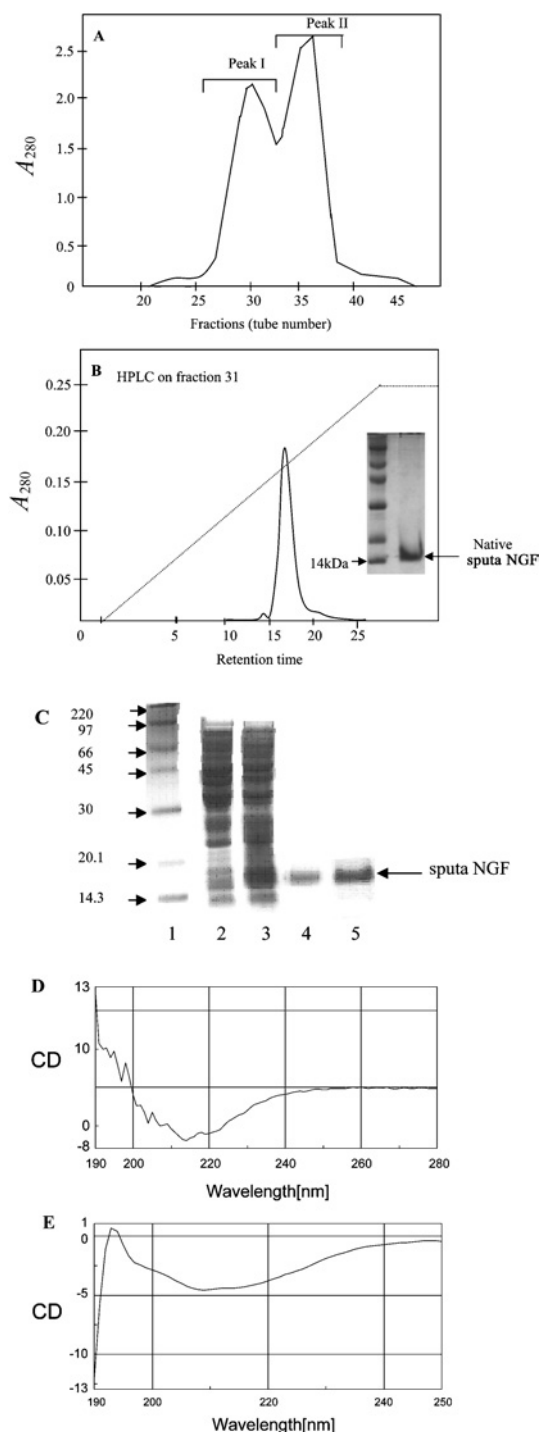 A
Peak I
Peak II
2.5
2.0
1.5
1.0
0.5
0
A280
20 25 30 35 40 45
Fractions (tube number)
B HPLC on fraction 31
0.25
0.20
0.15
0.10
0.05
A280
14kDa
Native
sputa NGF
0 5 10 15 20 25
Retention time
C
220
97
66
45
30
20.1
14.3
sputa NGF
1 2 3 4 5
D
13
10
CD
0
-8
190 200 220 240 260 280
Wavelength[nm]
E
1
0
CD
-5
-10
-13
190 200 220 240 250
Wavelength[nm]